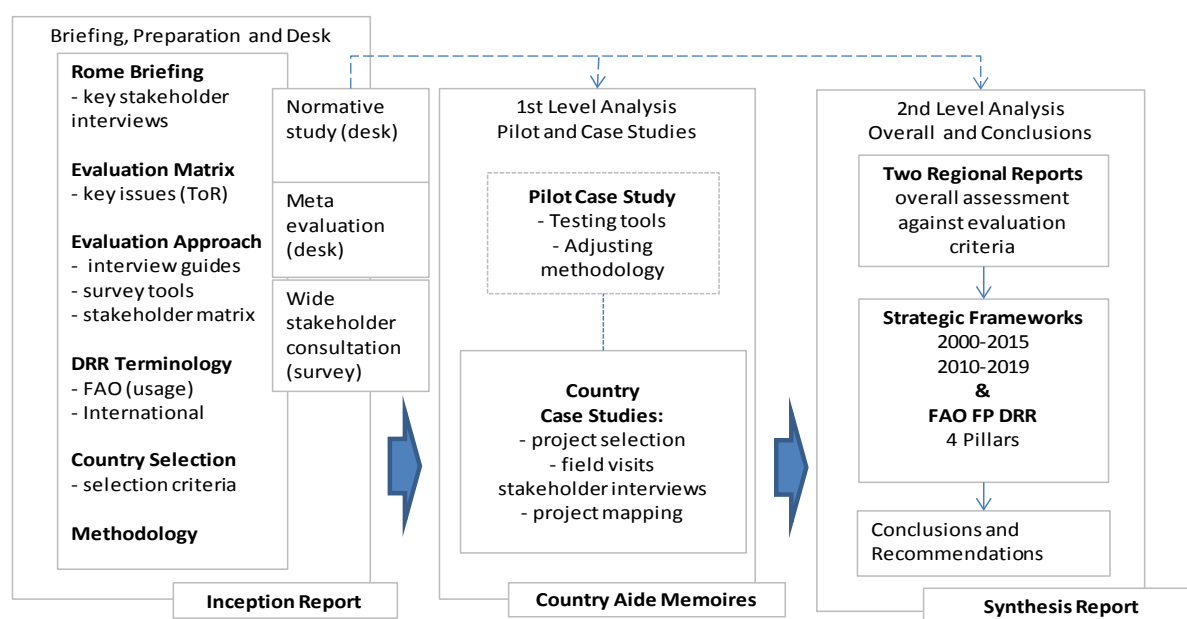 Briefing, Preparation and Desk
Rome Briefing
- key stakeholder
interviews
Evaluation Matrix
- key issues (ToR)
Evaluation Approach
- interview guides
- survey tools
- stakeholder matrix
DRR Terminology
- FAO (usage)
- International
Country Selection
- selection criteria
Methodology
Inception Report
Normative
study (desk)
Meta
evaluation
(desk)
Wide
stakeholder
consultation
(survey)
1st Level Analysis
Pilot and Case Studies
Pilot Case Study
- Testing tools
- Adjusting
methodology
Country
Case Studies:
- project selection
- field visits
stakeholder interviews
- project mapping
Country Aide Memoires
2nd Level Analysis
Overall and Conclusions
Two Regional Reports
overall assessment
against evaluation
criteria
Strategic Frameworks
2000-2015
2010-2019
&
FAO FP DRR
4 Pillars
Conclusions and
Recommendations
Synthesis Report